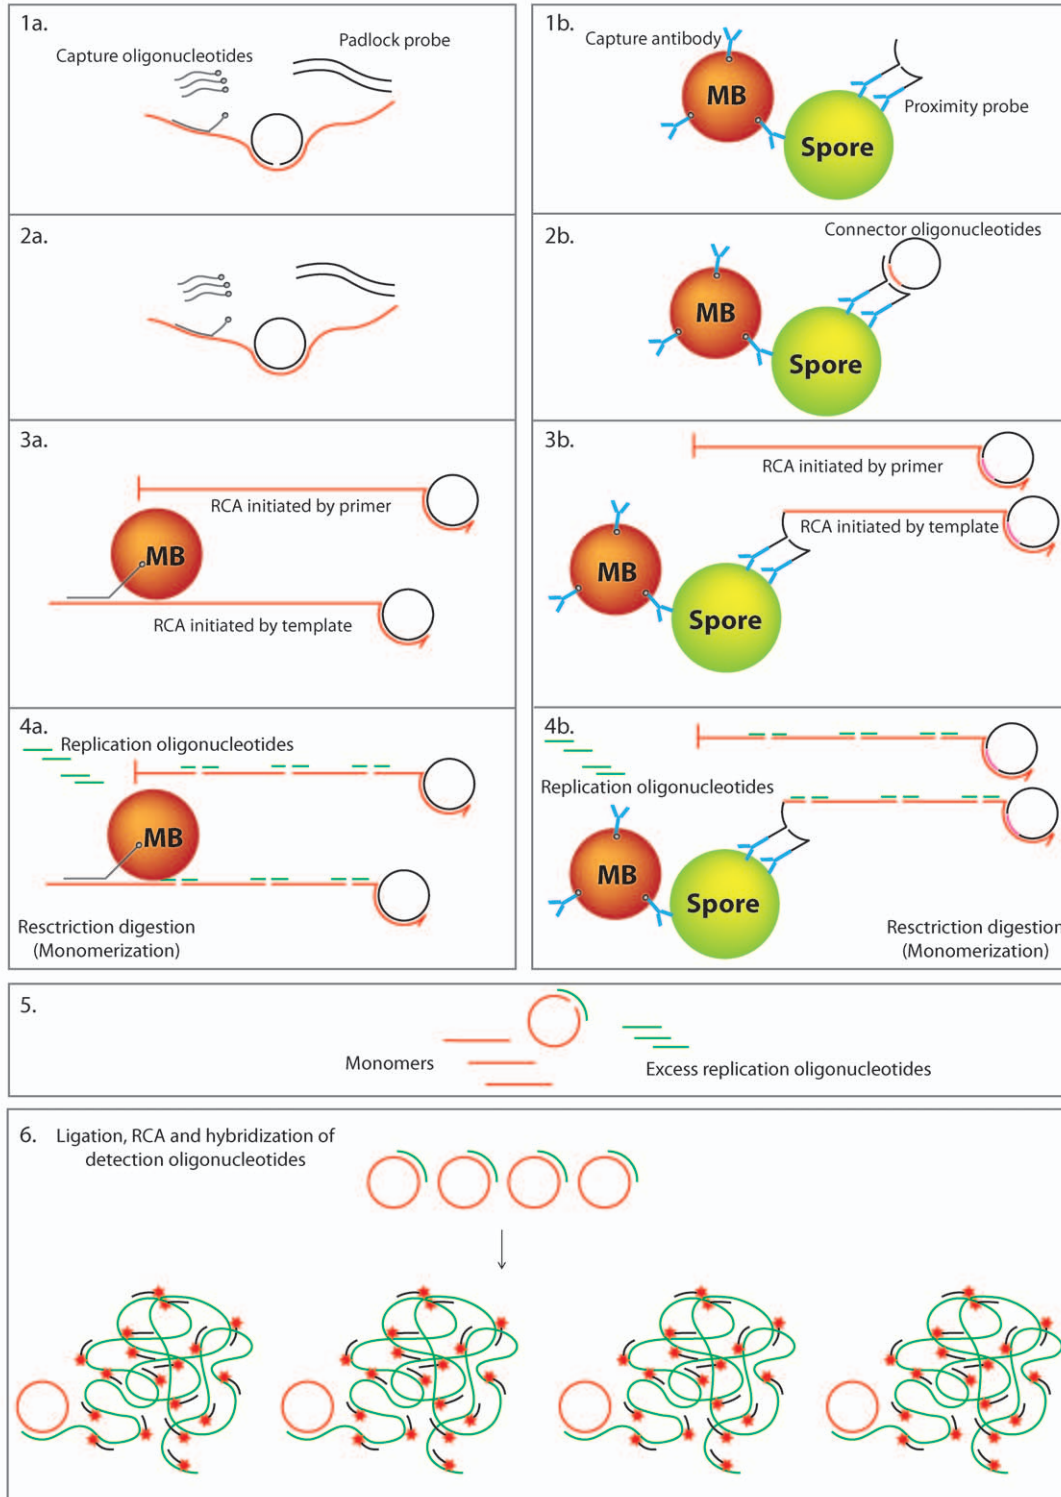 1a.
Capture oligonucleotides
Padlock probe
1b.
Capture antibody
MB
Proximity probe
Spore
2a.
2b.
Connector oligonucleotides
MB
Spore
3a.
RCA initiated by primer
MB
RCA initiated by template
3b.
RCA initiated by primer
RCA initiated by template
MB
Spore
4a.
Replication oligonucleotides
MB
Resctriction digestion
(Monomerization)
4b.
Replication oligonucleotides
MB
Spore
Resctriction digestion
(Monomerization)
5.
Monomers
Excess replication oligonucleotides
6. Ligation, RCA and hybridization of
detection oligonucleotides